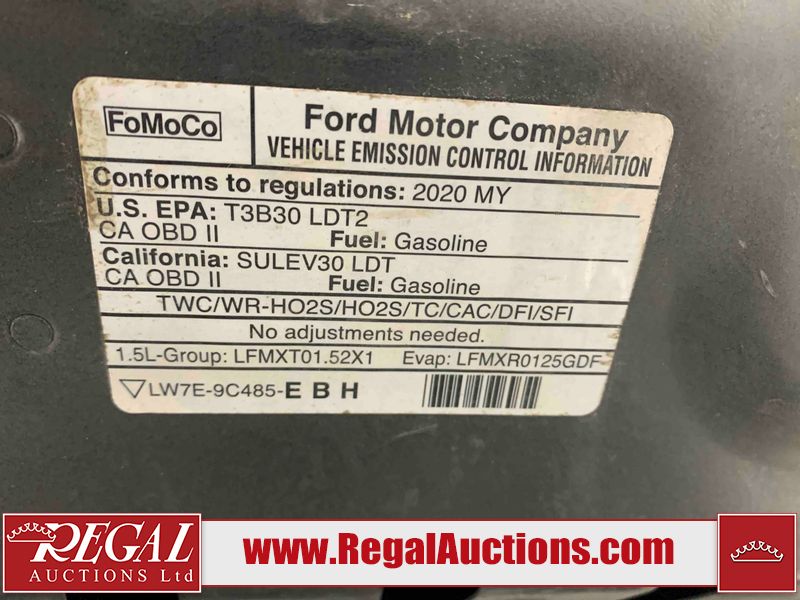 FoMoCo
Ford Motor Company
VEHICLE EMISSION CONTROL INFORMATION
Conforms to regulations: 2020 MY
U.S. EPA: T3B30 LDT2
CA OBD II Fuel: Gasoline
California: SULEV30 LDT
CA OBD II Fuel: Gasoline
TWC/WR-HO2S/HO2S/TC/CAC/DFI/SFI
No adjustments needed.
1.5L-Group: LFMXT01.52X1 Evap: LFMXR0125GDF
LW7E-9C485-E B H
REGAL
AUCTIONS Ltd
www.RegalAuctions.com